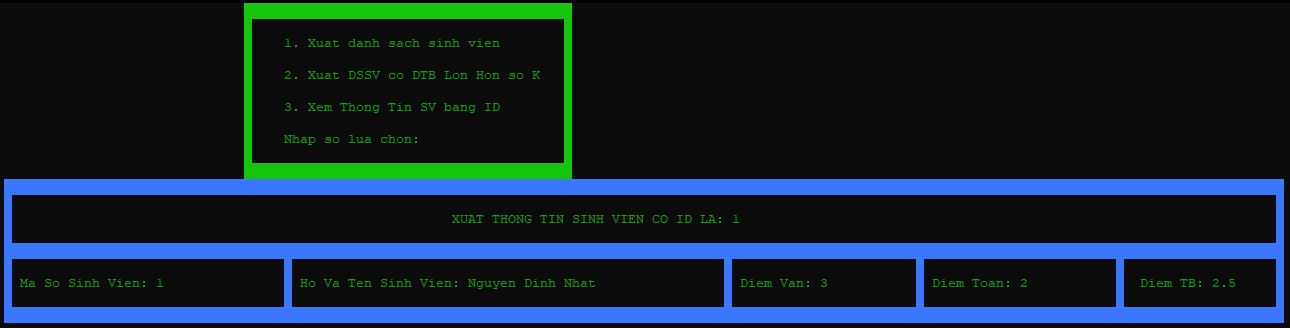 1. Xuat danh sach sinh vien
2. Xuat DSSV co DTB Lon Hon so K
3. Xem Thong Tin SV bang ID
Nhap so lua chon:
XUAT THONG TIN SINH VIEN CO ID LA: 1
Ma So Sinh Vien: 1 Ho Va Ten Sinh Vien: Nguyen Dinh Nhat Diem Van: 3 Diem Toan: 2 Diem TB: 2.5